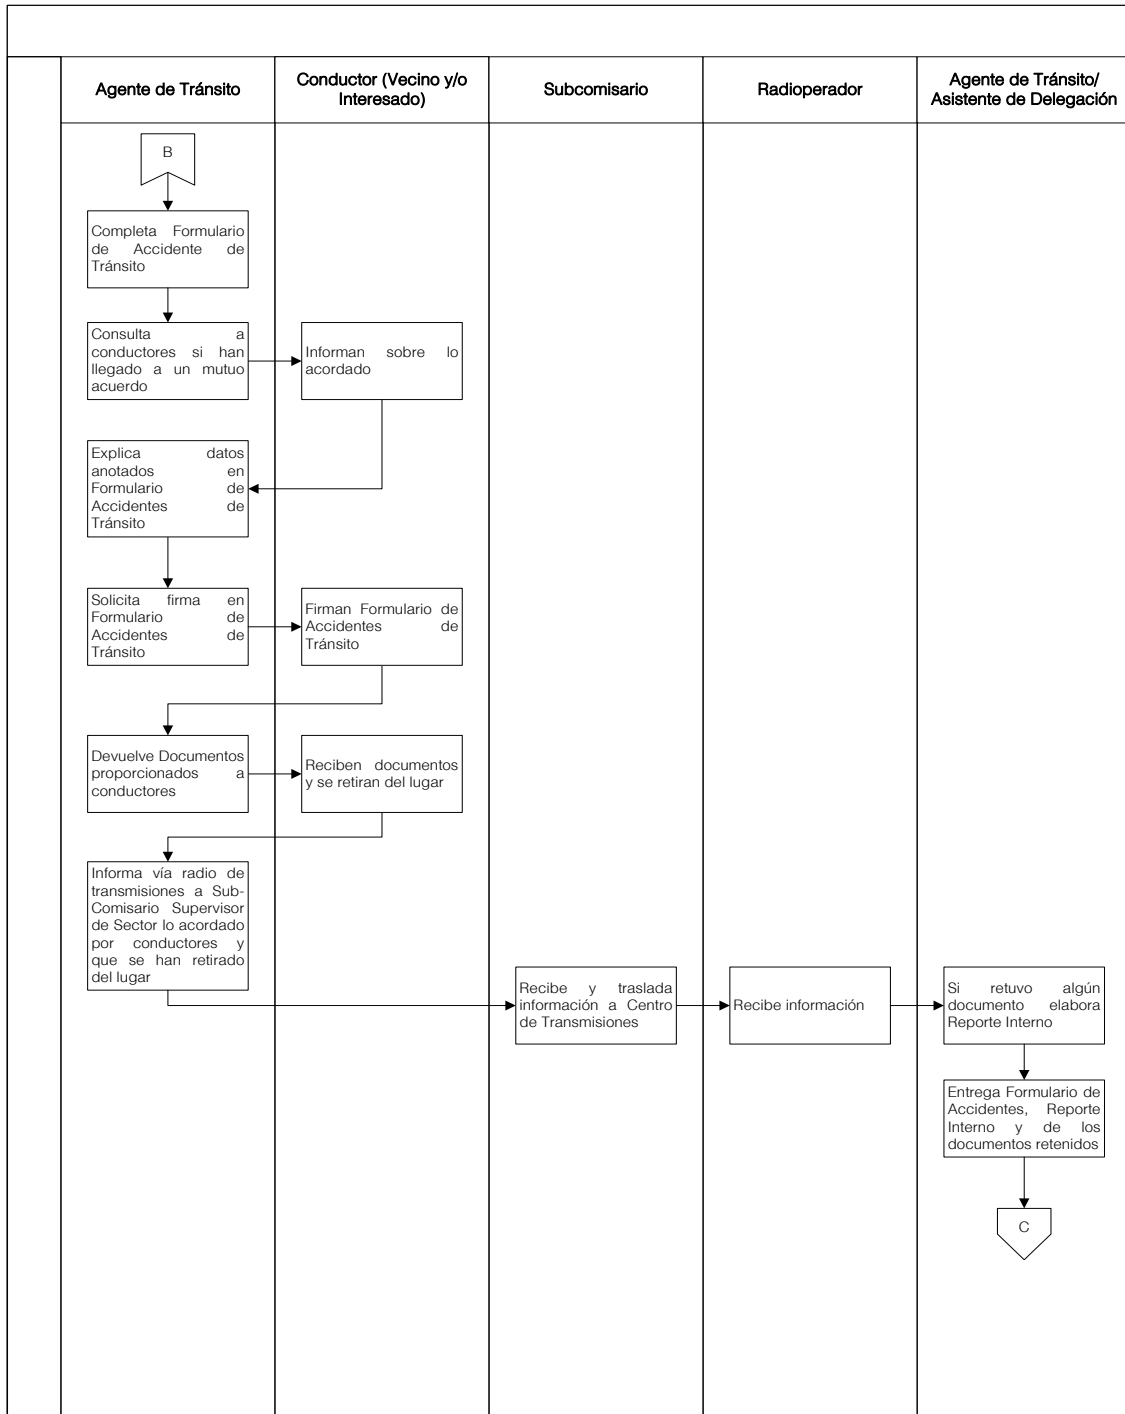 Agente de Tránsito
Conductor (Vecino y/o
Interesado)
Subcomisario
Radioperador
Agente de Tránsito/
Asistente de Delegación
B
Completa Formulario
de Accidente de
Tránsito
Consulta a
conductores si han
llegado a un mutuo
acuerdo
Informan sobre lo
acordado
Explica datos
anotados en
Formulario de
Accidentes de
Tránsito
Solicita firma en
Formulario de
Accidentes de
Tránsito
Firman Formulario de
Accidentes de
Tránsito
Devuelve Documentos
proporcionados a
conductores
Reciben documentos
y se retiran del lugar
Informa vía radio de
transmisiones a Sub-
Comisario Supervisor
de Sector lo acordado
por conductores y
que se han retirado
del lugar
Recibe y traslada
información a Centro
de Transmisiones
Recibe información
Si retuvo algún
documento elabora
Reporte Interno
Entrega Formulario de
Accidentes, Reporte
Interno y de los
documentos retenidos
C